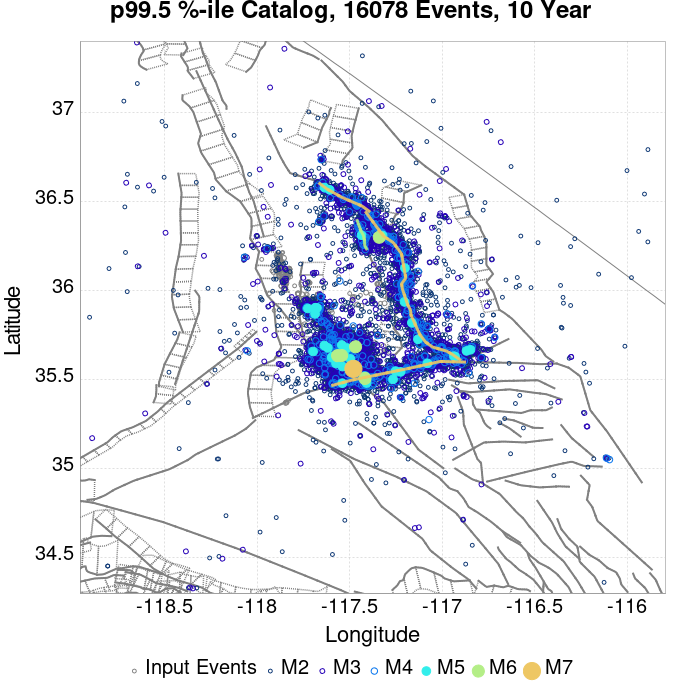 p99.5 %-ile Catalog, 16078 Events, 10 Year
37
36.5
36
35.5
35
34.5
Latitude
-118.5
-118
-117.5
-117
-116.5
-116
Longitude
Input Events
M2
M3
M4
M5
M6
M7